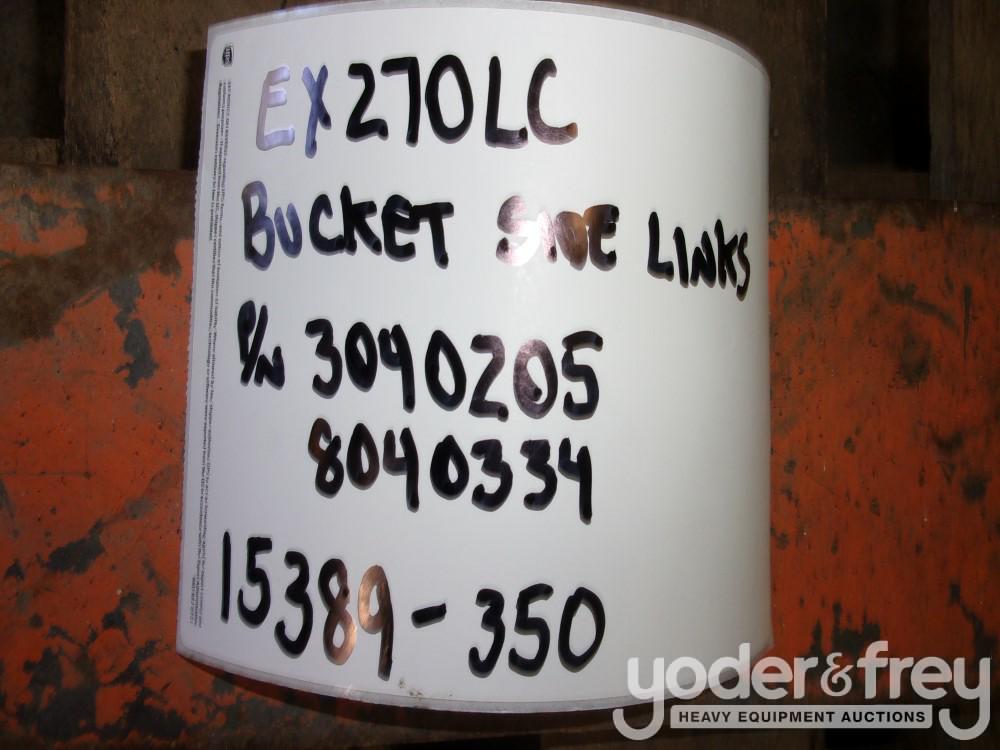 EX270LC
BUCKET SIDE LINKS
P/N 3090205
8040334
15389-350
yoder&frey
HEAVY EQUIPMENT AUCTIONS